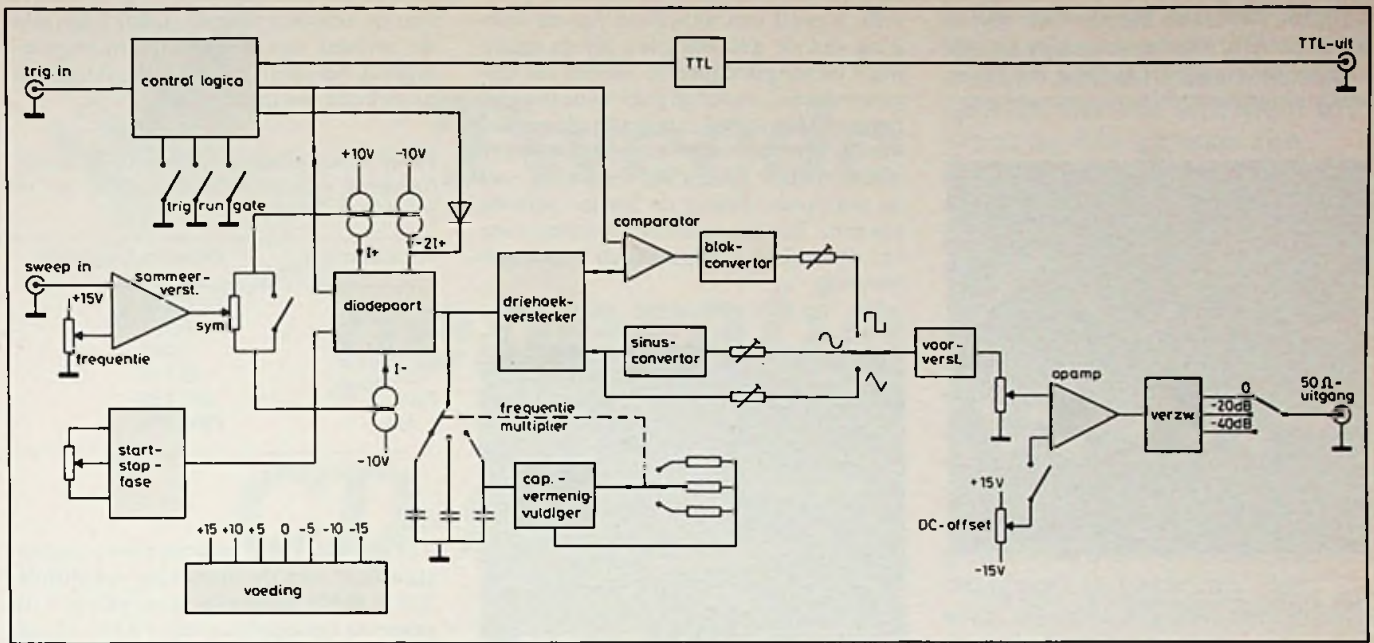 TTL-uit
trig. in
control logica
TTL
+10V
-10V
trig
run
gate
I+
-2I+
comparator
blok-
convertor
sweep in
sommeer-
verst.
+15V
sym
frequentie
diodepoort
driehoek-
versterker
sinus-
convertor
voor-
verst.
I-
-10V
opamp
verzw.
0
-20dB
-40dB
50Ω-
uitgang
start-
stop-
fase
frequentie
multiplier
cap.-
vermenig-
vuldiger
+15V
DC-offset
-15V
+15 +10 +5 0 -5 -10 -15
voeding